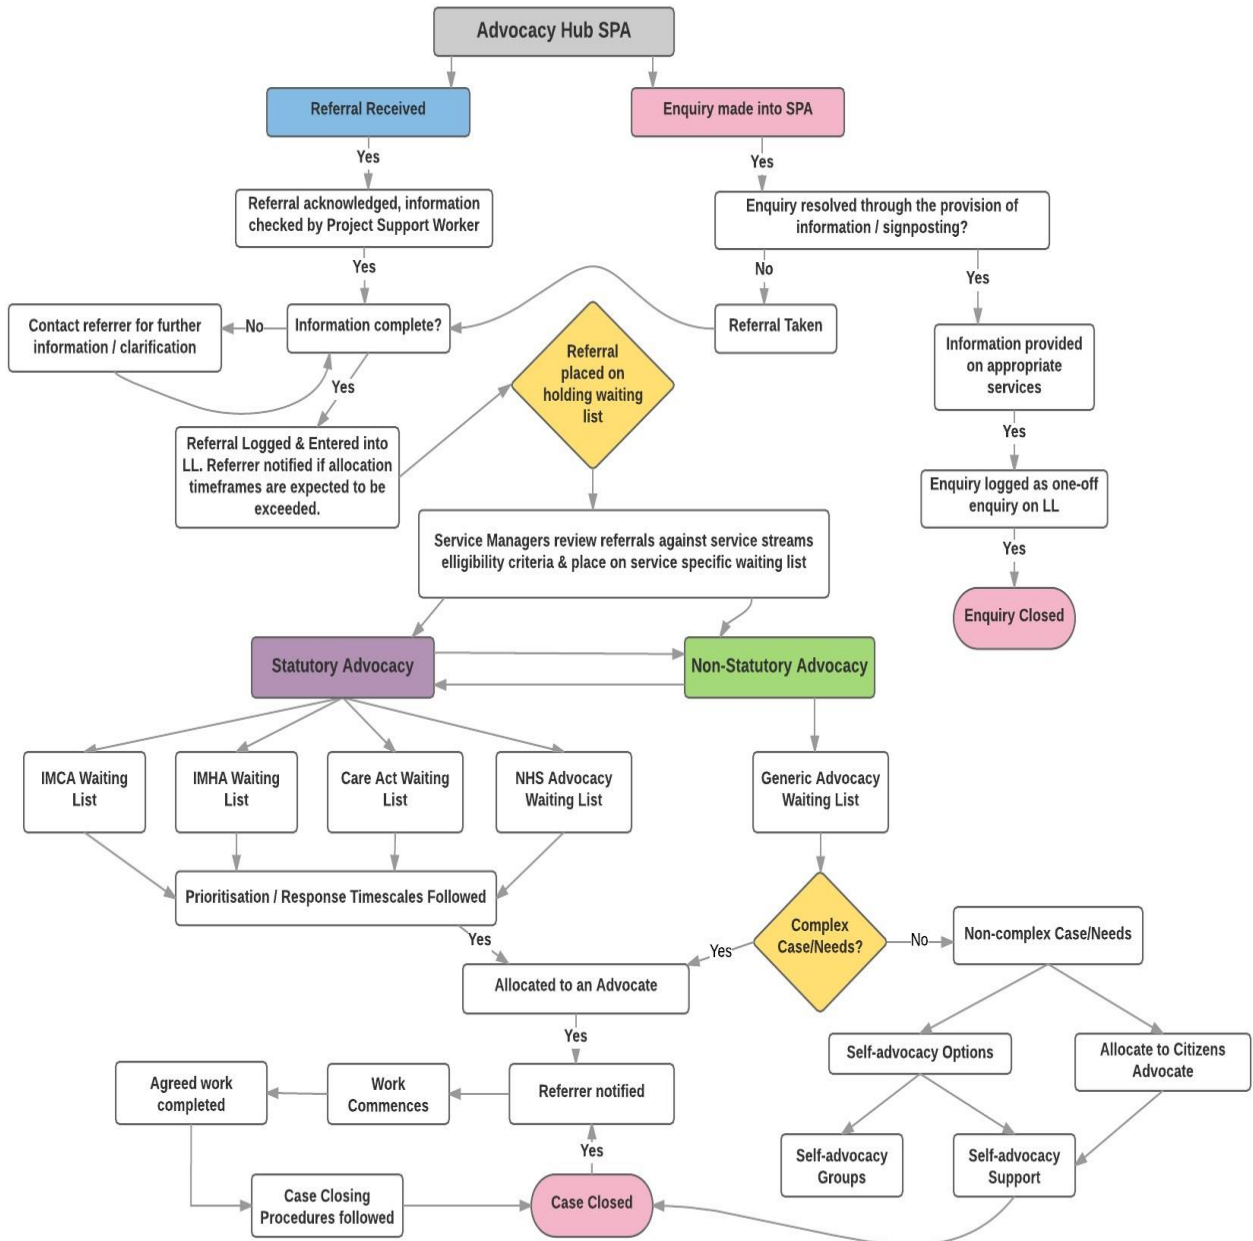 Advocacy Hub SPA
Referral Received
Enquiry made into SPA
Yes
Yes
Referral acknowledged, information
checked by Project Support Worker
Enquiry resolved through the provision of
information / signposting?
Yes
No
Yes
Contact referrer for further
information / clarification
No
Information complete?
Referral Taken
Information provided
on appropriate
services
Referral
placed on
holding waiting
list
Yes
Yes
Referral Logged & Entered into
LL. Referrer notified if allocation
timeframes are expected to be
exceeded.
Enquiry logged as one-off
enquiry on LL
Service Managers review referrals against service streams
elligibility criteria & place on service specific waiting list
Yes
Enquiry Closed
Statutory Advocacy
Non-Statutory Advocacy
IMCA Waiting
List
IMHA Waiting
List
Care Act Waiting
List
NHS Advocacy
Waiting List
Generic Advocacy
Waiting List
Prioritisation / Response Timescales Followed
Complex
Case/Needs?
Yes
Yes
No
Non-complex Case/Needs
Allocated to an Advocate
Yes
Self-advocacy Options
Allocate to Citizens
Advocate
Agreed work
completed
Work
Commences
Referrer notified
Yes
Self-advocacy
Groups
Self-advocacy
Support
Case Closing
Procedures followed
Case Closed